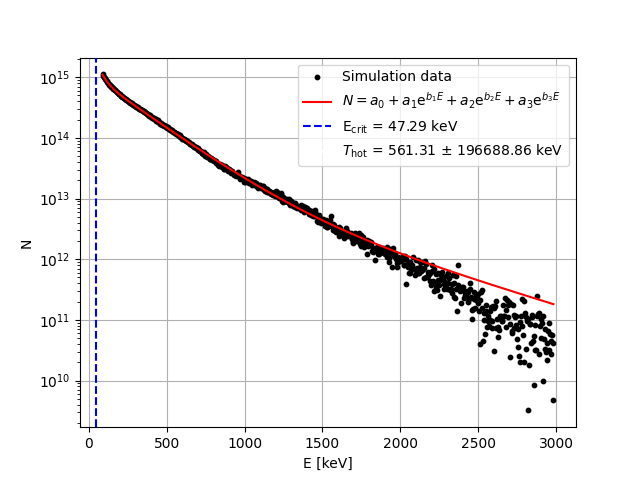 Simulation data
N = a₀ + a₁e^{b₁E} + a₂e^{b₂E} + a₃e^{b₃E}
E_crit = 47.29 keV
T_hot = 561.31 ± 196688.86 keV
10¹⁵
10¹⁴
10¹³
10¹²
10¹¹
10¹⁰
N
0 500 1000 1500 2000 2500 3000
E [keV]